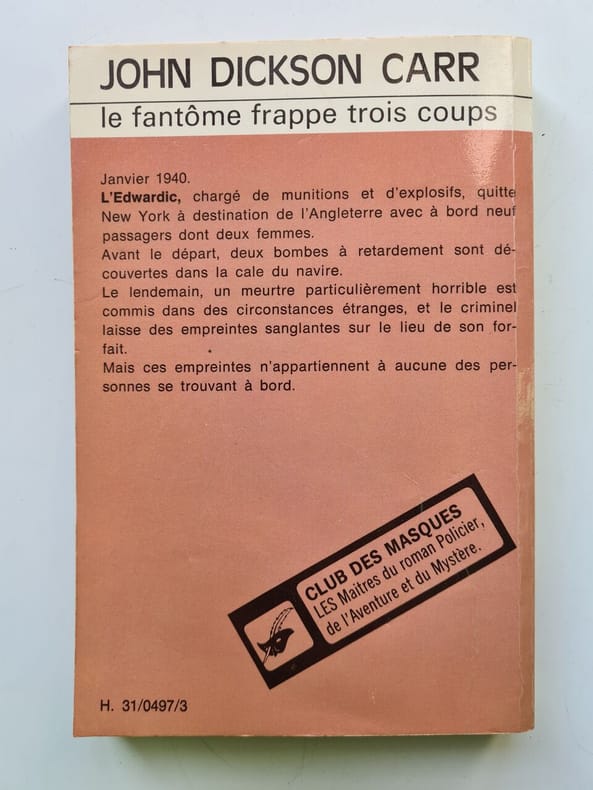 JOHN DICKSON CARR
le fantôme frappe trois coups
Janvier 1940.
L'Edwardic, chargé de munitions et d'explosifs, quitte
New York à destination de l'Angleterre avec à bord neuf
passagers dont deux femmes.
Avant le départ, deux bombes à retardement sont dé-
couvertes dans la cale du navire.
Le lendemain, un meurtre particulièrement horrible est
commis dans des circonstances étranges, et le criminel
laisse des empreintes sanglantes sur le lieu de son for-
fait.
Mais ces empreintes n'appartiennent à aucune des per-
sonnes se trouvant à bord.
CLUB DES MASQUES
LES Maitres du roman Policier,
de l'Aventure et du Mystère.
H. 31/0497/3